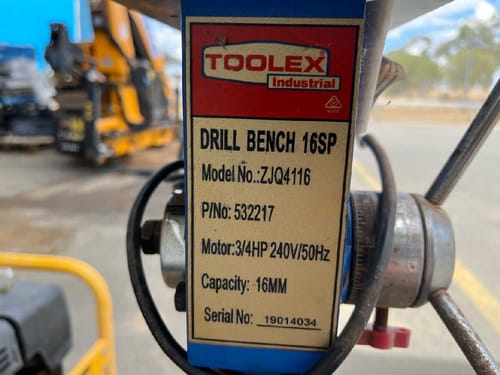 TOOLEX
Industrial
DRILL BENCH 16SP
Model No.:ZJQ4116
P/No: 532217
Motor:3/4HP 240V/50Hz
Capacity: 16MM
Serial No: 19014034